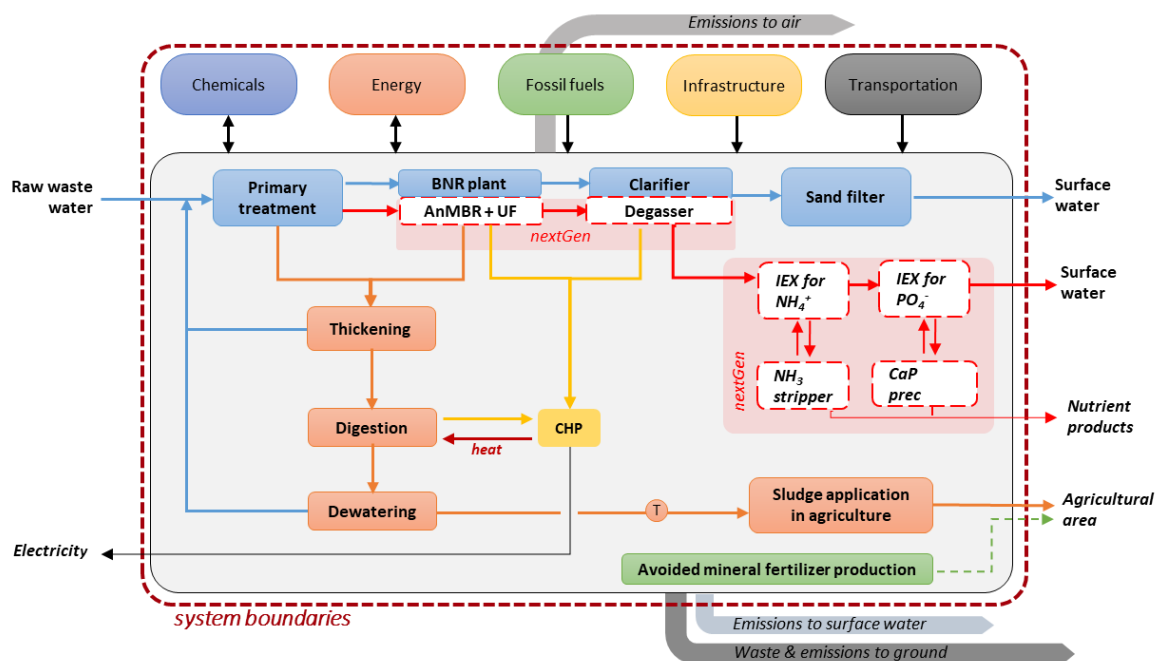 Emissions to air
Chemicals
Energy
Fossil fuels
Infrastructure
Transportation
Raw waste
water
Primary
treatment
BNR plant
Clarifier
Sand filter
Surface
water
AnMBR + UF
Degasser
nextGen
IEX for
NH₄⁺
IEX for
PO₄⁻
Surface
water
Thickening
NH₃
stripper
CaP
prec
nextGen
Nutrient
products
Digestion
heat
CHP
Dewatering
T
Sludge application
in agriculture
Agricultural
area
Electricity
Avoided mineral fertilizer production
system boundaries
Emissions to surface water
Waste & emissions to ground